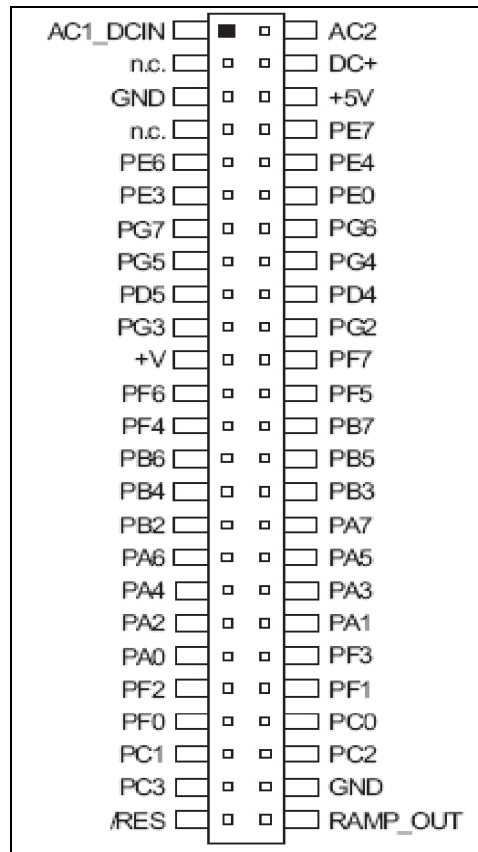 AC1_DCIN AC2
n.c. DC+
GND +5V
n.c. PE7
PE6 PE4
PE3 PE0
PG7 PG6
PG5 PG4
PD5 PD4
PG3 PG2
+V PF7
PF6 PF5
PF4 PB7
PB6 PB5
PB4 PB3
PB2 PA7
PA6 PA5
PA4 PA3
PA2 PA1
PA0 PF3
PF2 PF1
PF0 PC0
PC1 PC2
PC3 GND
/RES RAMP_OUT